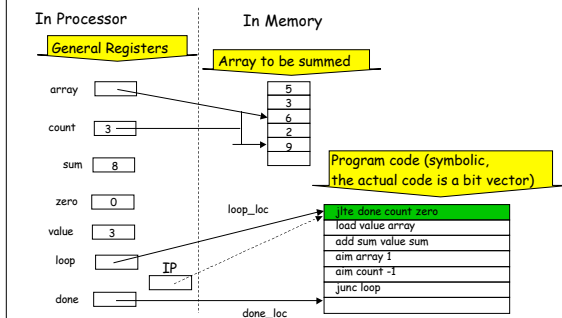 In Processor
In Memory
General Registers
Array to be summed
array
5
3
count 3
6
2
9
sum 8
Program code (symbolic,
the actual code is a bit vector)
zero 0
loop_loc
jlte done count zero
value 3
load value array
add sum value sum
loop
aim array 1
IP
aim count -1
junc loop
done
done_loc